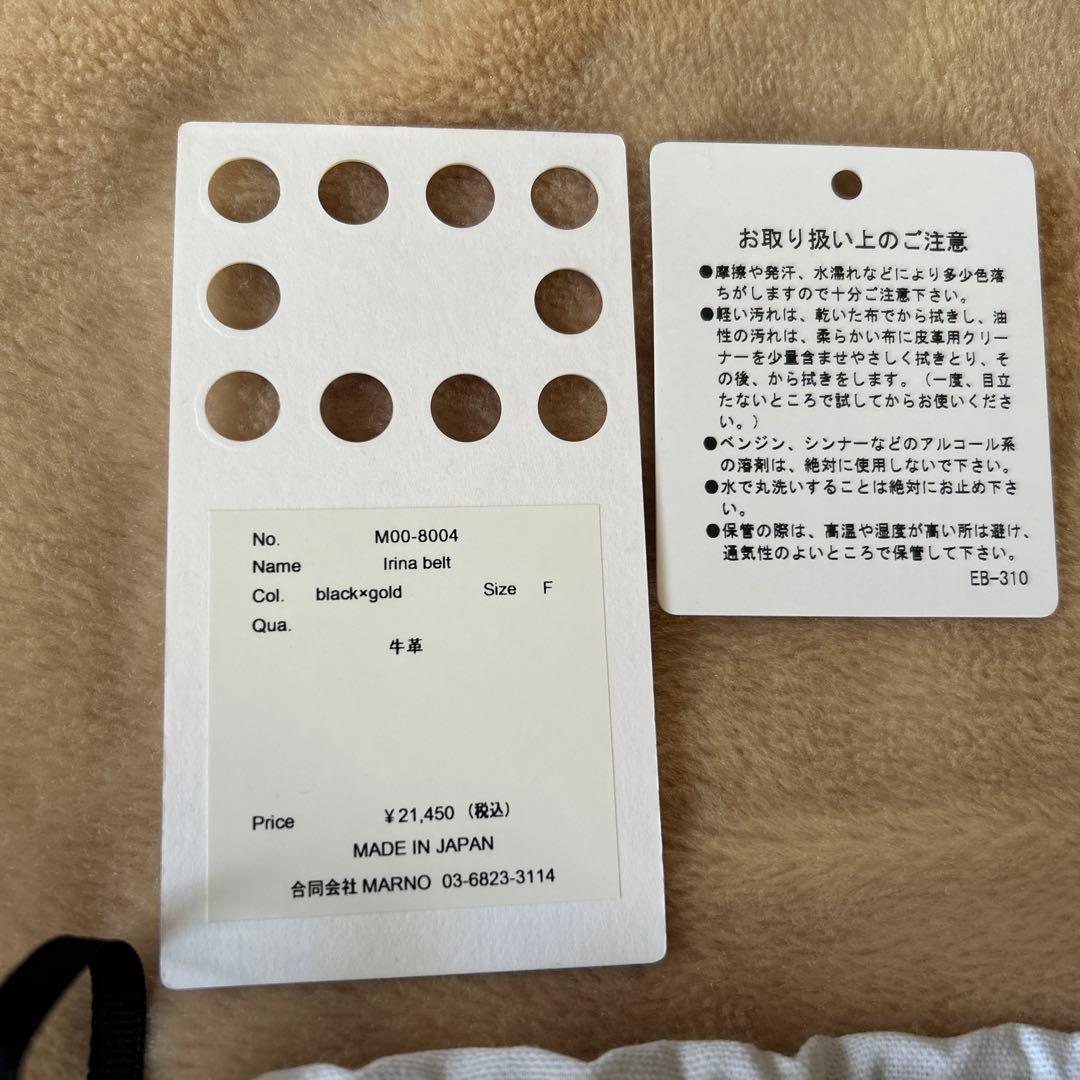 No. M00-8004
Name Irina belt
Col. black×gold Size F
Qua.
牛革
Price ￥21,450（税込）
MADE IN JAPAN
合同会社 MARNO 03-6823-3114
お取り扱い上のご注意
●摩擦や発汗、水濡れなどにより多少色落
ちがしますので十分ご注意下さい。
●軽い汚れは、乾いた布でから拭きし、油
性の汚れは、柔らかい布に皮革用クリー
ナーを少量含ませやさしく拭きとり、そ
の後、から拭きをします。（一度、目立
たないところで試してからお使いくださ
い。）
●ベンジン、シンナーなどのアルコール系
の溶剤は、絶対に使用しないで下さい。
●水で丸洗いすることは絶対にお止め下さ
い。
●保管の際は、高温や湿度が高い所は避け、
通気性のよいところで保管して下さい。
EB-310